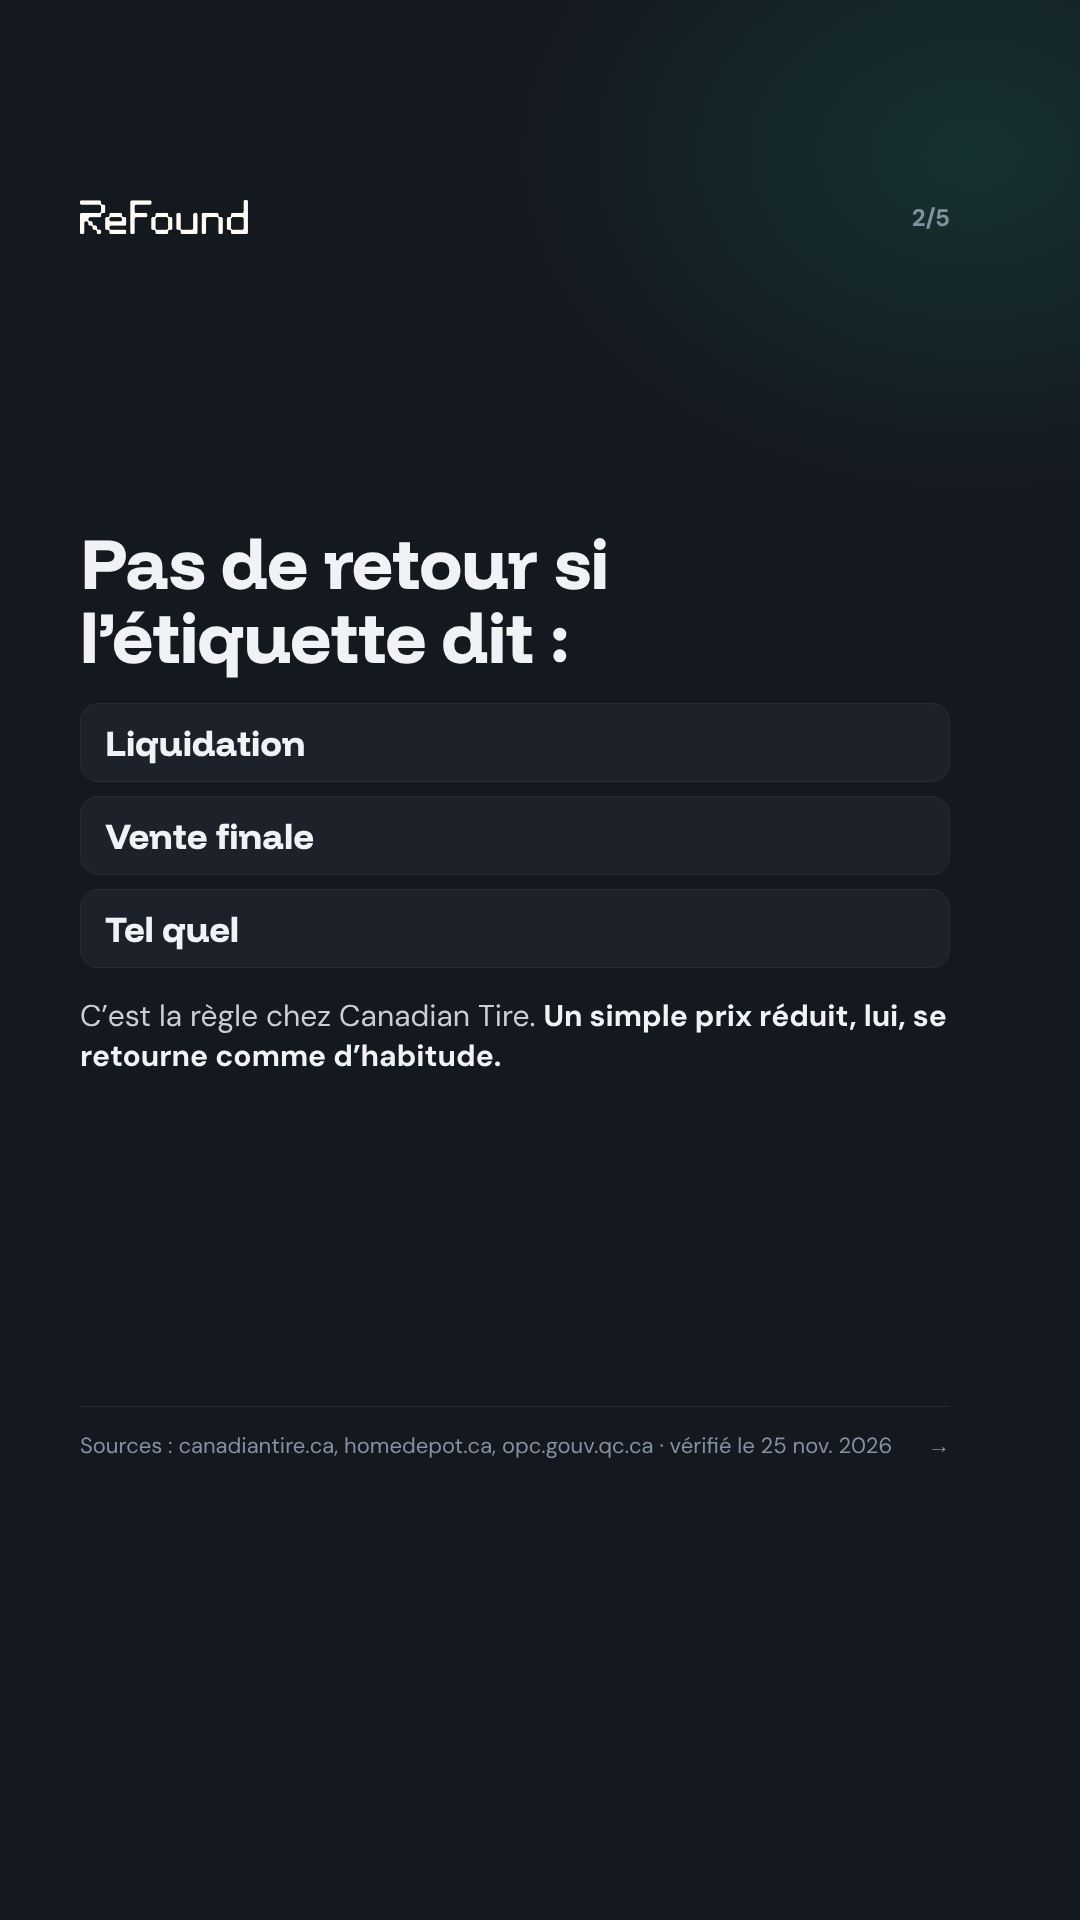 ReFound
2/5
Pas de retour si
l’étiquette dit :
Liquidation
Vente finale
Tel quel
C’est la règle chez Canadian Tire. Un simple prix réduit, lui, se
retourne comme d’habitude.
Sources : canadiantire.ca, homedepot.ca, opc.gouv.qc.ca · vérifié le 25 nov. 2026 →